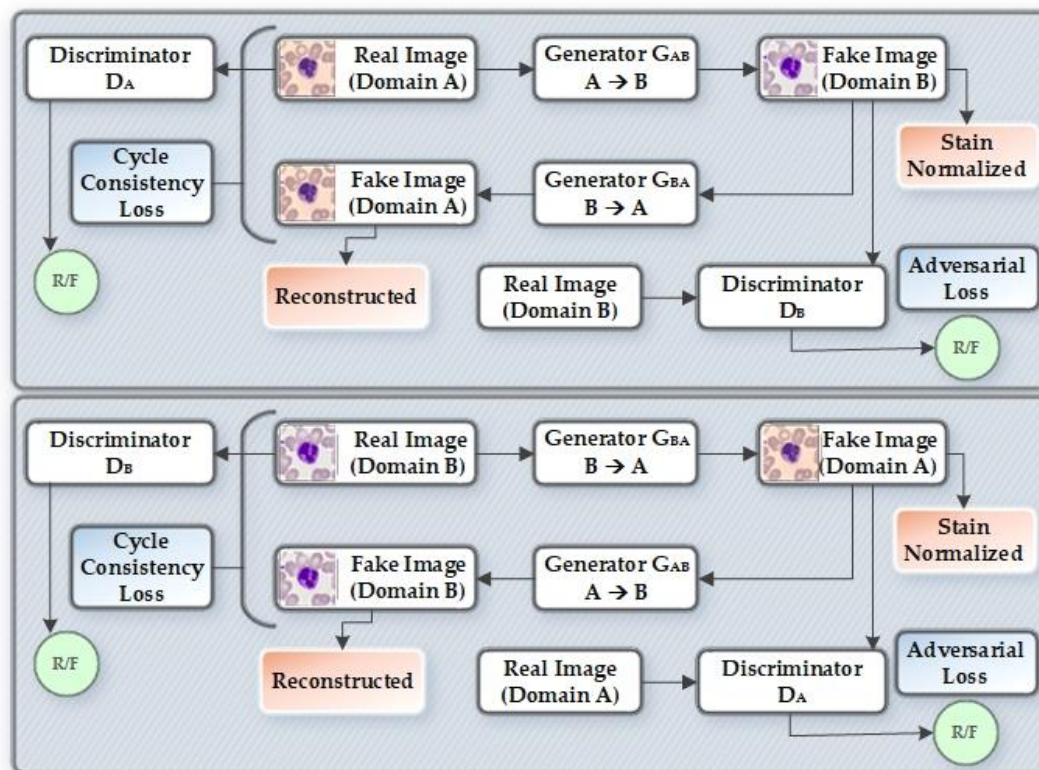 Discriminator
DA
Real Image
(Domain A)
Generator GAB
A → B
Fake Image
(Domain B)
Stain
Normalized
Cycle
Consistency
Loss
Fake Image
(Domain A)
Generator GBA
B → A
R/F
Reconstructed
Real Image
(Domain B)
Discriminator
DB
Adversarial
Loss
R/F
Discriminator
DB
Real Image
(Domain B)
Generator GBA
B → A
Fake Image
(Domain A)
Stain
Normalized
Cycle
Consistency
Loss
Fake Image
(Domain B)
Generator GAB
A → B
R/F
Reconstructed
Real Image
(Domain A)
Discriminator
DA
Adversarial
Loss
R/F